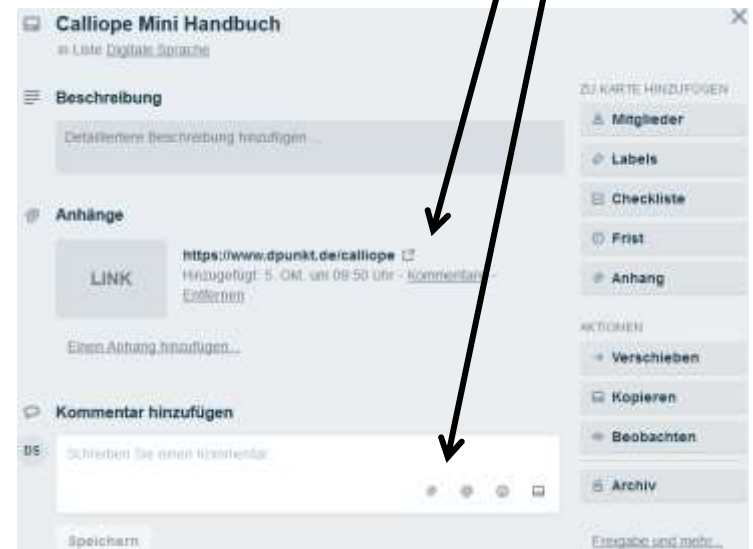 Calliope Mini Handbuch
in Liste Digitale Sprache
Beschreibung
Detailliertere Beschreibung hinzufügen ...
Anhänge
LINK
https://www.dpunkt.de/calliope
Hinzugefügt: 5. Okt. um 09:50 Uhr - Kommentare -
Entfernen
Einen Anhang hinzufügen...
Kommentar hinzufügen
DS
Schreiben Sie einen Kommentar...
Speichern
ZU KARTE HINZUFÜGEN
Mitglieder
Labels
Checkliste
Frist
Anhang
AKTIONEN
Verschieben
Kopieren
Beobachten
Archiv
Freigabe und mehr...